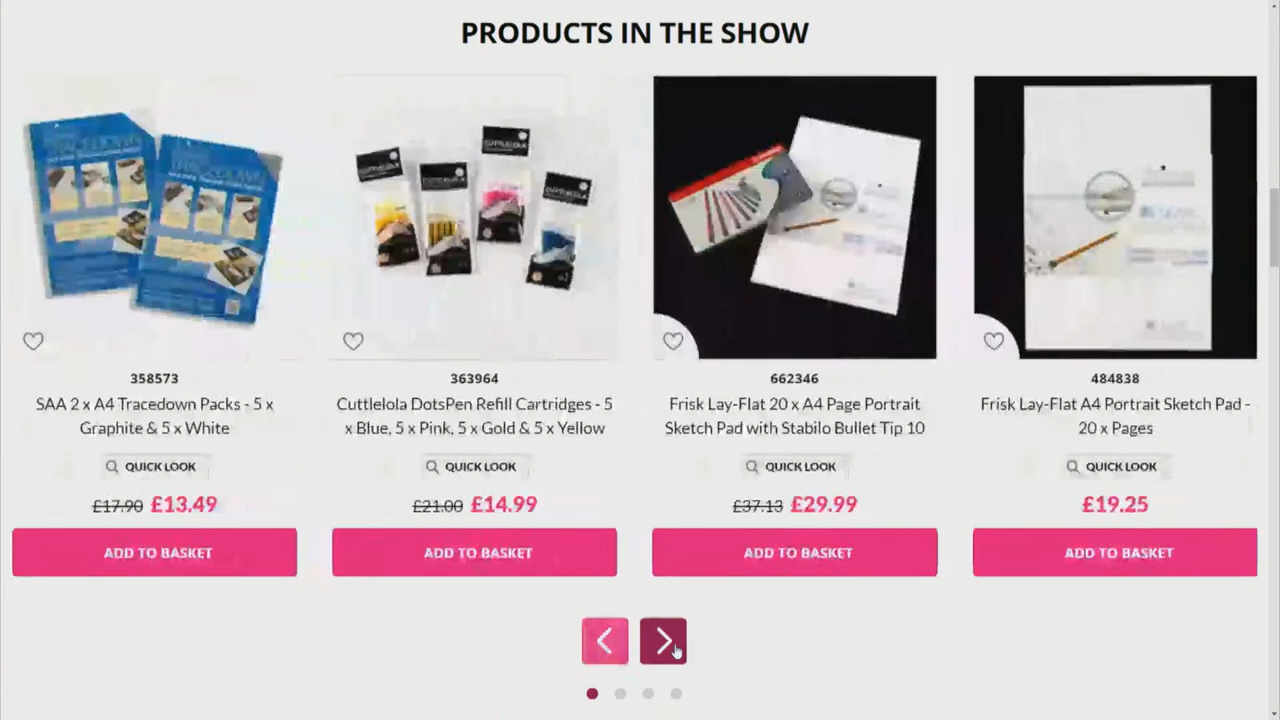 PRODUCTS IN THE SHOW
TRACEDOWN
TRACEDOWN
358573
SAA 2 x A4 Tracedown Packs - 5 x
Graphite & 5 x White
QUICK LOOK
£17.90 £13.49
ADD TO BASKET
363964
Cuttlelola DotsPen Refill Cartridges - 5
x Blue, 5 x Pink, 5 x Gold & 5 x Yellow
QUICK LOOK
£21.00 £14.99
ADD TO BASKET
662346
Frisk Lay-Flat 20 x A4 Page Portrait
Sketch Pad with Stabilo Bullet Tip 10
QUICK LOOK
£37.13 £29.99
ADD TO BASKET
484838
Frisk Lay-Flat A4 Portrait Sketch Pad -
20 x Pages
QUICK LOOK
£19.25
ADD TO BASKET